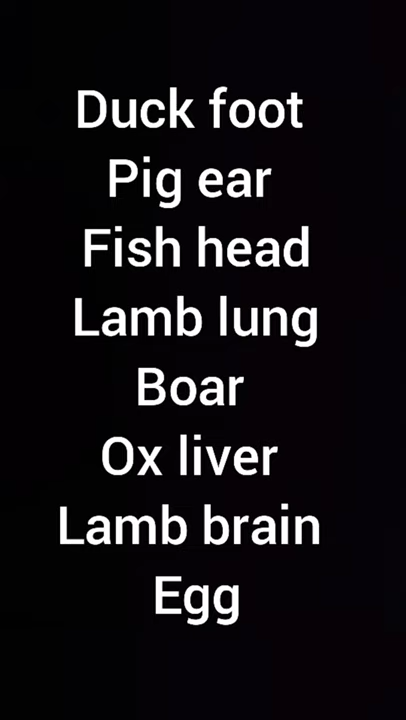 Duck foot
Pig ear
Fish head
Lamb lung
Boar
Ox liver
Lamb brain
Egg